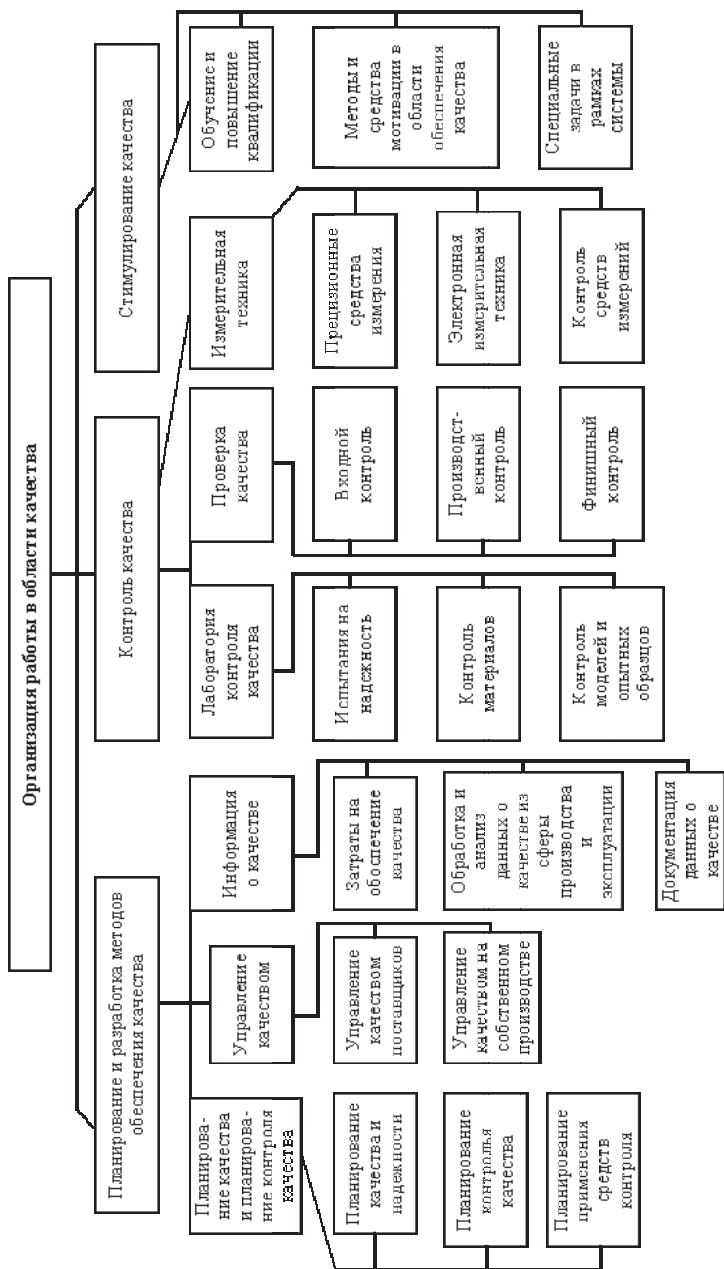 Организация работы в области качества
Планирование и разработка методов
обеспечения качества
Контроль качества
Стимулирование качества
Планирова-
ние качества
и планирова-
ние контроля
качества
Управление
качеством
Информация
о качестве
Лаборатория
контроля
качества
Проверка
качества
Измерительная
техника
Обучение и
повышение
квалификации
Планирование
качества и
надежности
Планирование
контролья
качества
Планирование
применения
средств
контроля
Управление
качеством
поставщиков
Управление
качеством на
собственном
производстве
Затраты на
обоспечение
качества
Обработка и
анализ
данных о
качестве из
сферы
производства
и
эксплуатации
Документация
данных о
качестве
Испытания на
надежность
Контроль
материалов
Контроль
моделей и
опытных
образцов
Входной
контроль
Производст-
венный
контроль
Финишный
контроль
Прецизионные
средства
измерения
Электронная
измерительная
техника
Контроль
средств
измерений
Методы и
средства
мотивации в
области
обеспечения
качества
Специальные
задачи в
рамках
системы